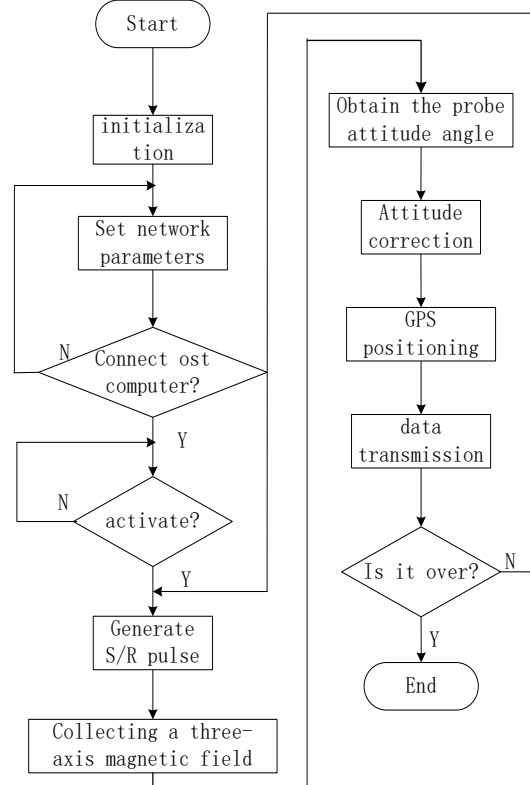 Start
initializa
tion
Set network
parameters
N
Connect ost
computer?
Y
N
activate?
Y
Generate
S/R pulse
Collecting a three-
axis magnetic field
Obtain the probe
attitude angle
Attitude
correction
GPS
positioning
data
transmission
Is it over?
N
Y
End